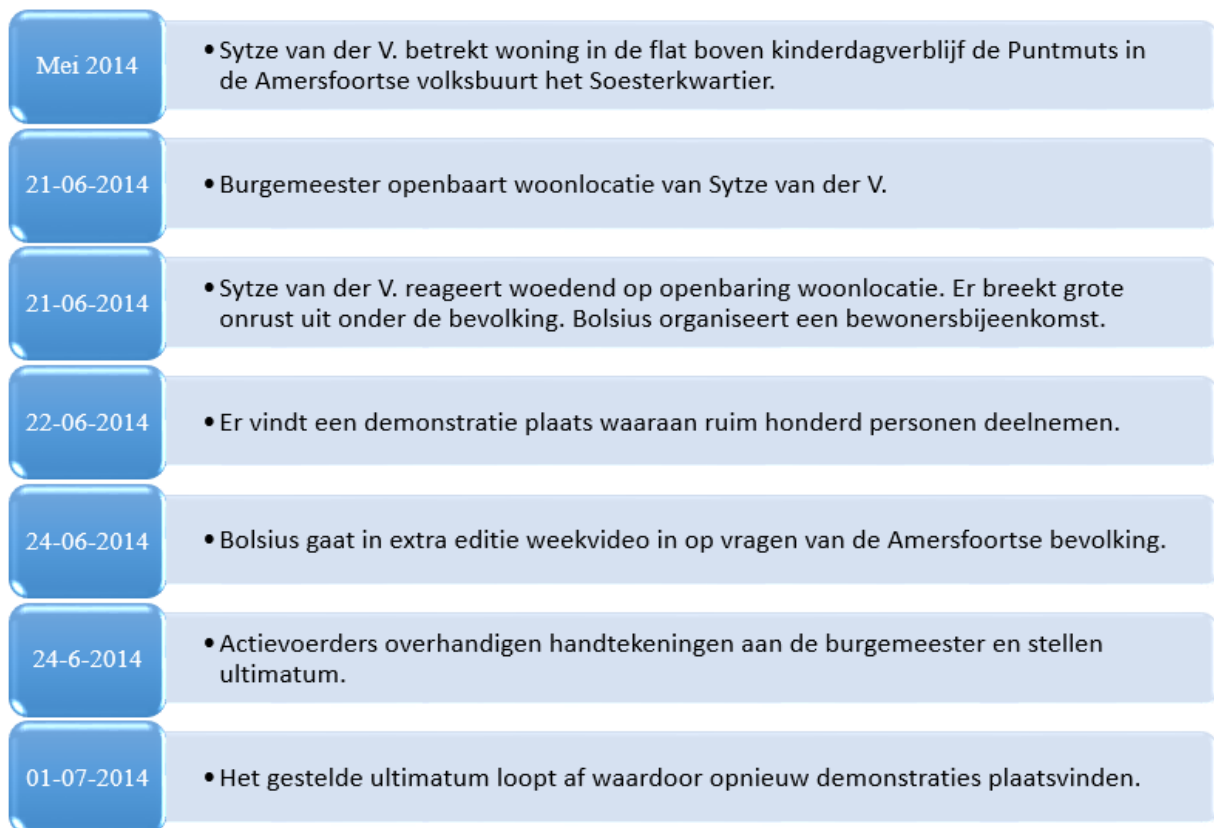 Mei 2014
• Sytze van der V. betrekt woning in de flat boven kinderdagverblijf de Puntmuts in
de Amersfoortse volksbuurt het Soesterkwartier.
21-06-2014
• Burgemeester openbaart woonlocatie van Sytze van der V.
21-06-2014
• Sytze van der V. reageert woedend op openbaring woonlocatie. Er breekt grote
onrust uit onder de bevolking. Bolsius organiseert een bewonersbijeenkomst.
22-06-2014
• Er vindt een demonstratie plaats waaraan ruim honderd personen deelnemen.
24-06-2014
• Bolsius gaat in extra editie weekvideo in op vragen van de Amersfoortse bevolking.
24-6-2014
• Actievoerders overhandigen handtekeningen aan de burgemeester en stellen
ultimatum.
01-07-2014
• Het gestelde ultimatum loopt af waardoor opnieuw demonstraties plaatsvinden.